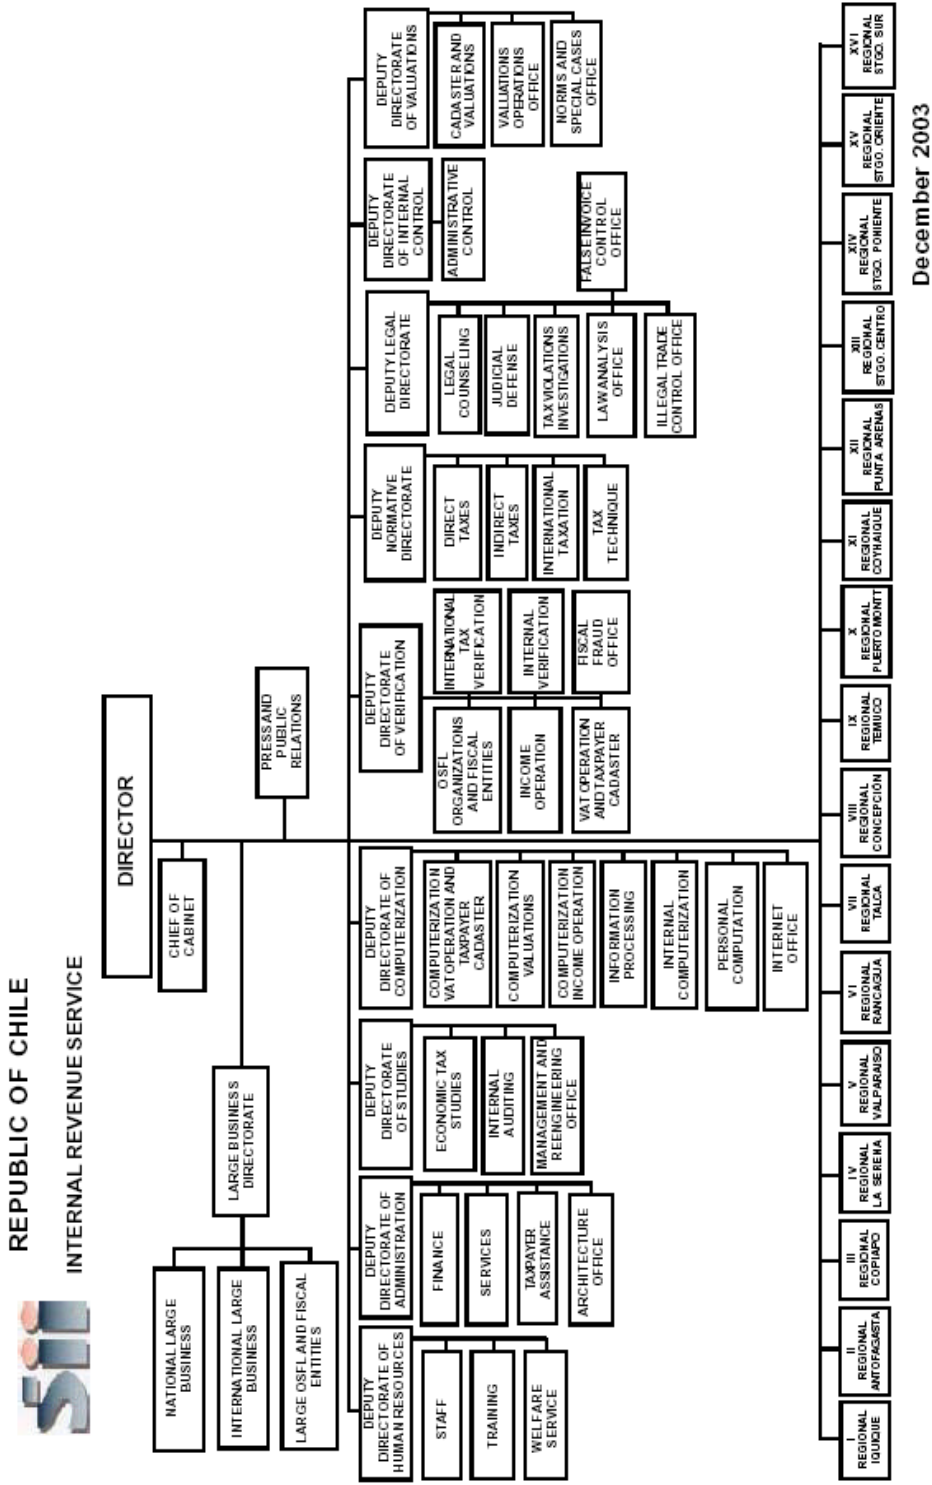 REPUBLIC OF CHILE
INTERNAL REVENUE SERVICE
sii
DIRECTOR
CHIEF OF
CABINET
PRESS AND
PUBLIC
RELATIONS
LARGE BUSINESS
DIRECTORATE
NATIONAL LARGE
BUSINESS
INTERNATIONAL LARGE
BUSINESS
LARGE OSFL AND FISCAL
ENTITIES
DEPUTY
DIRECTORATE OF
HUMAN RESOURCES
STAFF
TRAINING
WELFARE
SERVICE
DEPUTY
DIRECTORATE OF
ADMINISTRATION
FINANCE
SERVICES
TAXPAYER
ASSISTANCE
ARCHITECTURE
OFFICE
DEPUTY
DIRECTORATE
OF STUDIES
ECONOMIC TAX
STUDIES
INTERNAL
AUDITING
MANAGEMENT AND
REENGINEERING
OFFICE
DEPUTY
DIRECTORATE OF
COMPUTERIZATION
COMPUTERIZATION
VAT OPERATION AND
TAXPAYER
CADASTER
COMPUTERIZATION
VALUATIONS
COMPUTERIZATION
INCOME OPERATION
INFORMATION
PROCESSING
INTERNAL
COMPUTERIZATION
PERSONAL
COMPUTATION
INTERNET
OFFICE
DEPUTY
DIRECTORATE
OF VERIFICATION
OSFL
ORGANIZATIONS
AND FISCAL
ENTITIES
INTERNATIONAL
TAX
VERIFICATION
INCOME
OPERATION
INTERNAL
VERIFICATION
VAT OPERATION
AND TAXPAYER
CADASTER
FISCAL
FRAUD
OFFICE
DEPUTY
NORMATIVE
DIRECTORATE
DIRECT
TAXES
INDIRECT
TAXES
INTERNATIONAL
TAXATION
TAX
TECHNIQUE
DEPUTY LEGAL
DIRECTORATE
LEGAL
COUNSELING
JUDICIAL
DEFENSE
TAX VIOLATIONS
INVESTIGATIONS
LAW ANALYSIS
OFFICE
FALSE INVOICE
CONTROL
OFFICE
ILLEGAL TRADE
CONTROL OFFICE
DEPUTY
DIRECTORATE
OF INTERNAL
CONTROL
ADMINISTRATIVE
CONTROL
DEPUTY
DIRECTORATE
OF VALUATIONS
CADASTER AND
VALUATIONS
VALUATIONS
OPERATIONS
OFFICE
NORMS AND
SPECIAL CASES
OFFICE
I
REGIONAL
IQUIQUE
II
REGIONAL
ANTOFAGASTA
III
REGIONAL
COPIAPO
IV
REGIONAL
LA SERENA
V
REGIONAL
VALPARAISO
VI
REGIONAL
RANCAGUA
VII
REGIONAL
TALCA
VIII
REGIONAL
CONCEPCIÓN
IX
REGIONAL
TEMUCO
X
REGIONAL
PUERTO MONTT
XI
REGIONAL
COYHAIQUE
XII
REGIONAL
PUNTA ARENAS
XIII
REGIONAL
STGO. CENTRO
XIV
REGIONAL
STGO. PONIENTE
XV
REGIONAL
STGO. ORIENTE
XVI
REGIONAL
STGO. SUR
December 2003